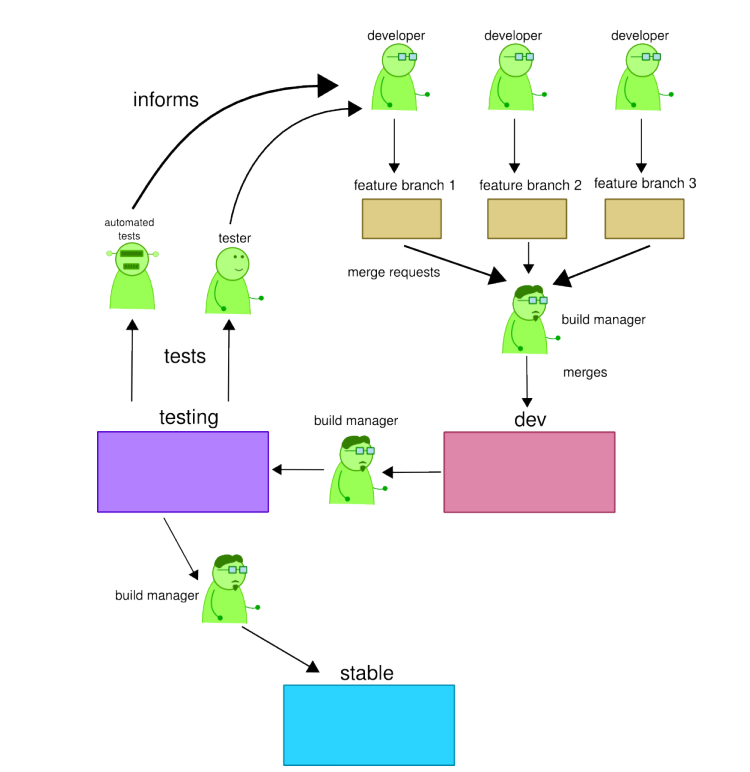 developer
developer
developer
informs
feature branch 1
feature branch 2
feature branch 3
automated
tests
tester
merge requests
build manager
tests
merges
testing
build manager
dev
build manager
stable